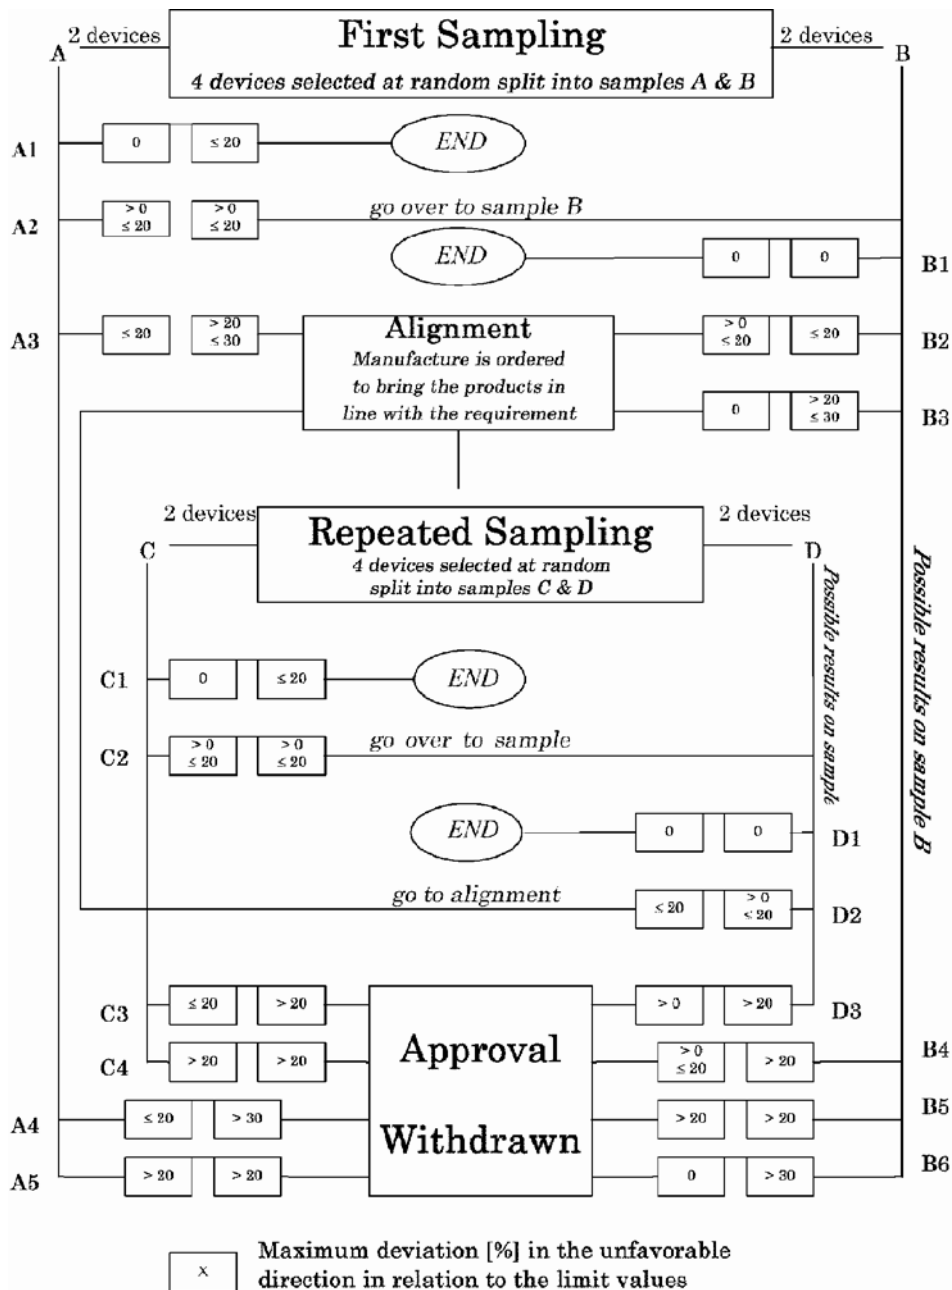 2 devices
First Sampling
2 devices
A
B
4 devices selected at random split into samples A & B
A1
0
≤ 20
END
A2
> 0
≤ 20
> 0
≤ 20
go over to sample B
END
0
0
B1
A3
≤ 20
> 20
≤ 30
Alignment
Manufacture is ordered
to bring the products in
line with the requirement
> 0
≤ 20
≤ 20
B2
0
> 20
≤ 30
B3
2 devices
Repeated Sampling
2 devices
C
D
4 devices selected at random
split into samples C & D
Possible results on sample
Possible results on sample B
C1
0
≤ 20
END
C2
> 0
≤ 20
> 0
≤ 20
go over to sample
END
0
0
D1
go to alignment
≤ 20
> 0
≤ 20
D2
C3
≤ 20
> 20
Approval
Withdrawn
> 0
> 20
D3
C4
> 20
> 20
> 0
≤ 20
> 20
B4
A4
≤ 20
> 30
> 20
> 20
B5
A5
> 20
> 20
0
> 30
B6
x
Maximum deviation [%] in the unfavorable
direction in relation to the limit values